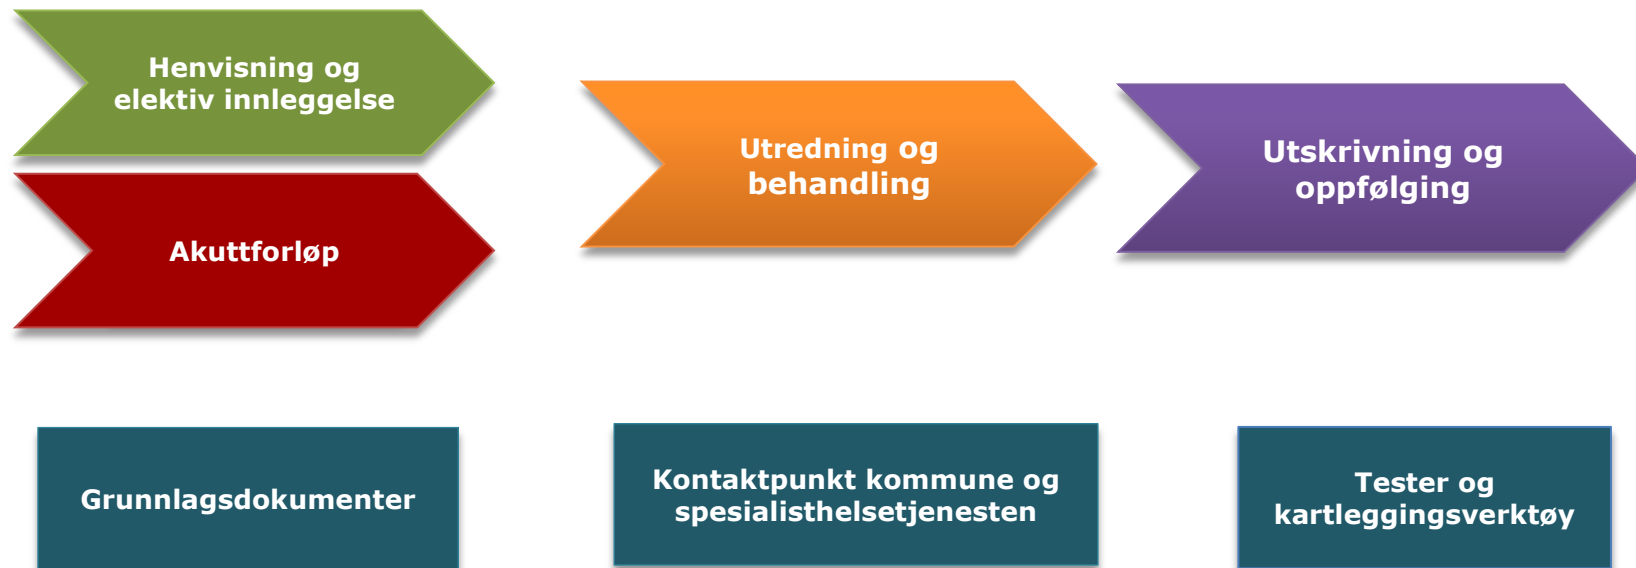 Henvisning og
elektiv innleggelse
Akuttforløp
Utredning og
behandling
Utskrivning og
oppfølging
Grunnlagsdokumenter
Kontaktpunkt kommune og
spesialisthelsetjenesten
Tester og
kartleggingsverktøy